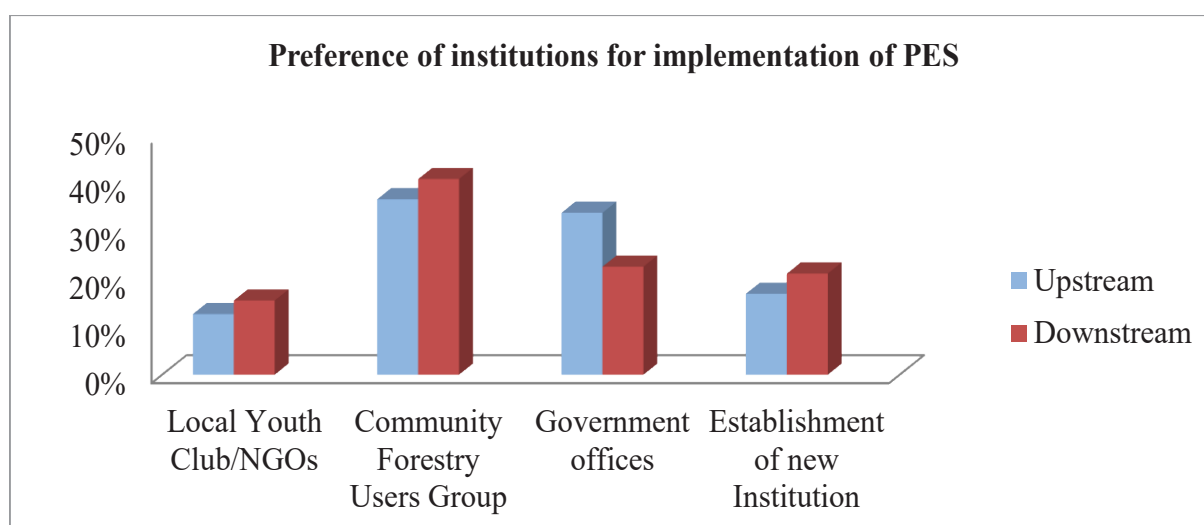 Preference of institutions for implementation of PES
50%
40%
30%
20%
10%
0%
Upstream
Downstream
Local Youth
Club/NGOs
Community
Forestry
Users Group
Government
offices
Establishment
of new
Institution